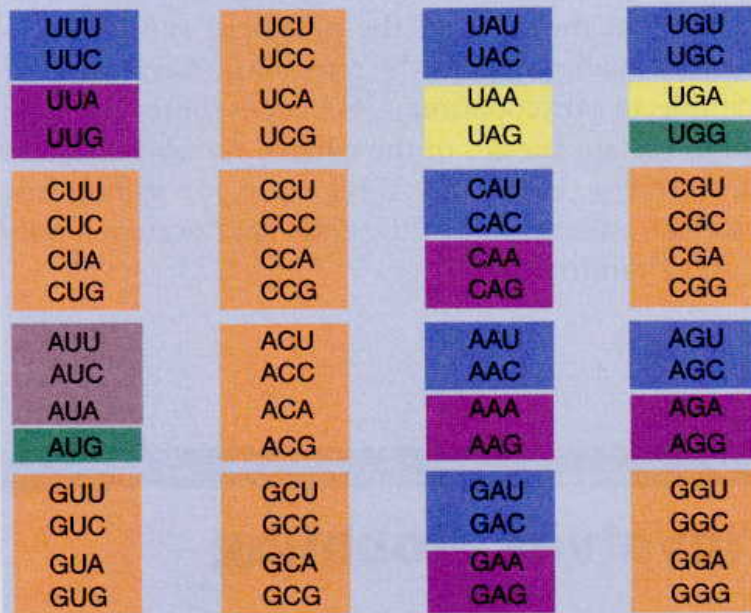 UUU UCU UAU UGU
UUC UCC UAC UGC
UUA UCA UAA UGA
UUG UCG UAG UGG
CUU CCU CAU CGU
CUC CCC CAC CGC
CUA CCA CAA CGA
CUG CCG CAG CGG
AUU ACU AAU AGU
AUC ACC AAC AGC
AUA ACA AAA AGA
AUG ACG AAG AGG
GUU GCU GAU GGU
GUC GCC GAC GGC
GUA GCA GAA GGA
GUG GCG GAG GGG